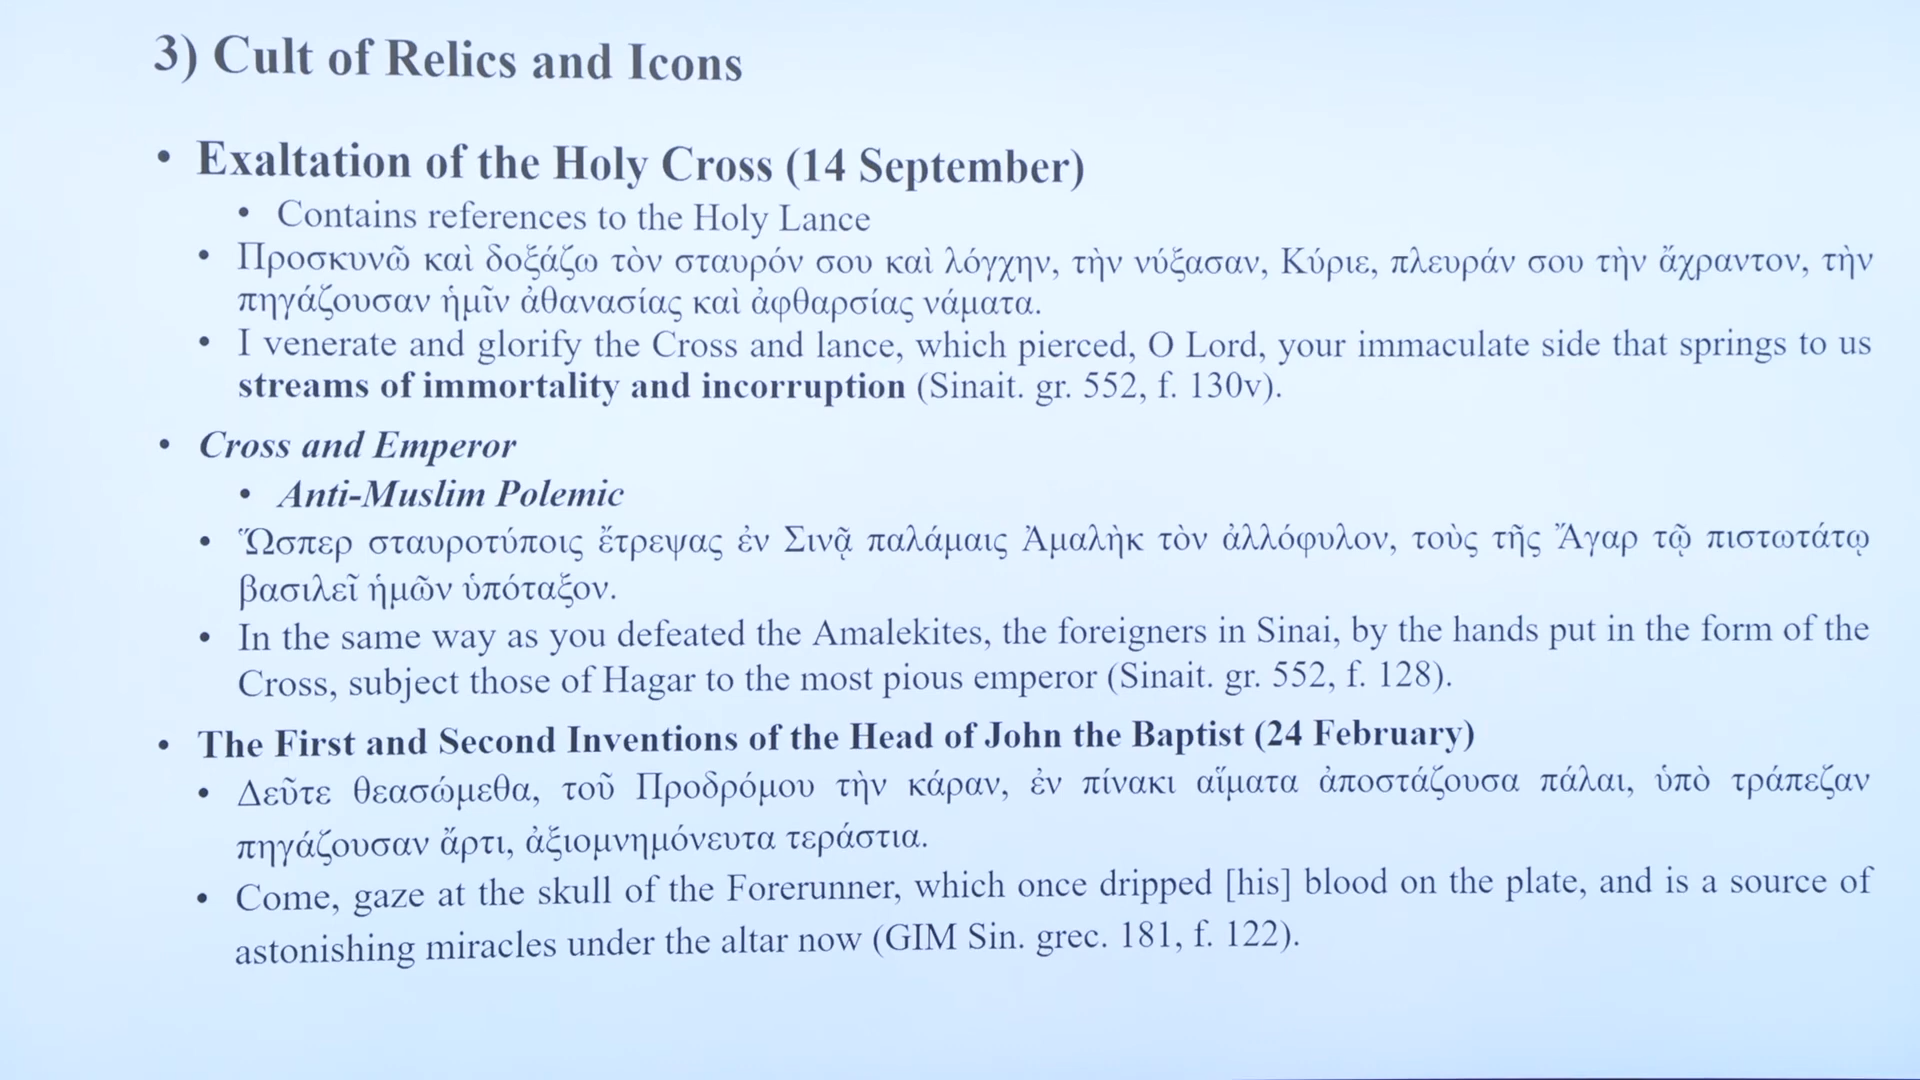 3) Cult of Relics and Icons
• Exaltation of the Holy Cross (14 September)
• Contains references to the Holy Lance
• Προσκυνῶ καὶ δοξάζω τὸν σταυρόν σου καὶ λόγχην, τὴν νύξασαν, Κύριε, πλευράν σου τὴν ἄχραντον, τὴν
πηγάζουσαν ἡμῖν ἀθανασίας καὶ ἀφθαρσίας νάματα.
• I venerate and glorify the Cross and lance, which pierced, O Lord, your immaculate side that springs to us
streams of immortality and incorruption (Sinait. gr. 552, f. 130v).
• Cross and Emperor
• Anti-Muslim Polemic
• Ὥσπερ σταυροτύποις ἔτρεψας ἐν Σινᾷ παλάμαις Ἀμαλὴκ τὸν ἀλλόφυλον, τοὺς τῆς Ἄγαρ τῷ πιστωτάτῳ
βασιλεῖ ἡμῶν ὑπόταξον.
• In the same way as you defeated the Amalekites, the foreigners in Sinai, by the hands put in the form of the
Cross, subject those of Hagar to the most pious emperor (Sinait. gr. 552, f. 128).
• The First and Second Inventions of the Head of John the Baptist (24 February)
• Δεῦτε θεασώμεθα, τοῦ Προδρόμου τὴν κάραν, ἐν πίνακι αἵματα ἀποστάζουσα πάλαι, ὑπὸ τράπεζαν
πηγάζουσαν ἄρτι, ἀξιομνημόνευτα τεράστια.
• Come, gaze at the skull of the Forerunner, which once dripped [his] blood on the plate, and is a source of
astonishing miracles under the altar now (GIM Sin. grec. 181, f. 122).